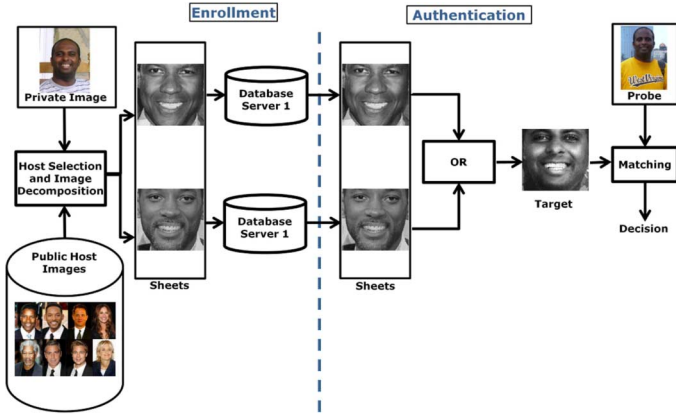 Enrollment
Authentication
Private Image
Host Selection
and Image
Decomposition
Public Host
Images
Sheets
Database
Server 1
Database
Server 1
Sheets
OR
Target
Probe
Matching
Decision